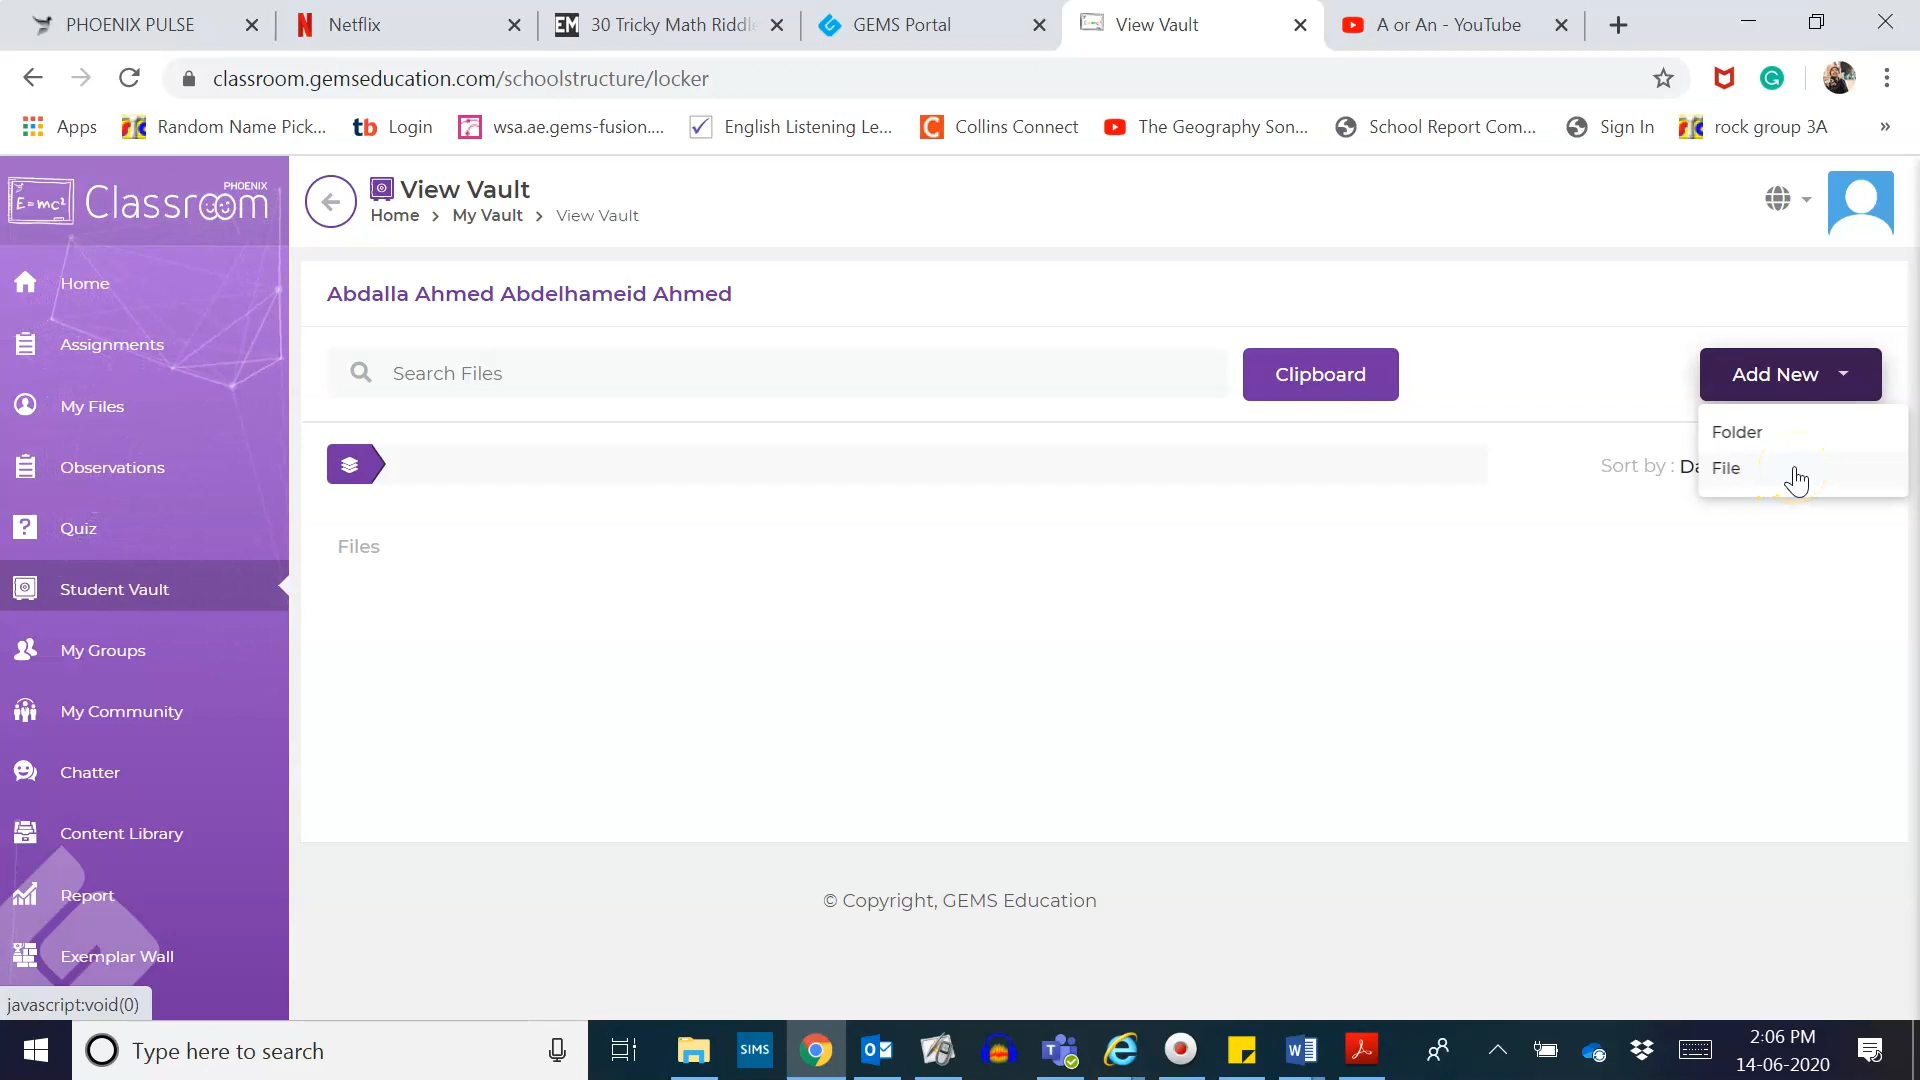 PHOENIX PULSE
Netflix
EM 30 Tricky Math Riddle
GEMS Portal
View Vault
A or An - YouTube
classroom.gemseducation.com/schoolstructure/locker
Apps
Random Name Pick...
tb Login
wsa.ae.gems-fusion....
English Listening Le...
Collins Connect
The Geography Son...
School Report Com...
Sign In
rock group 3A
»
E=mc² Classroom PHOENIX
View Vault
Home > My Vault > View Vault
Abdalla Ahmed Abdelhameid Ahmed
Search Files
Clipboard
Add New
Folder
File
Sort by : Da
Files
Home
Assignments
My Files
Observations
Quiz
Student Vault
My Groups
My Community
Chatter
Content Library
Report
Exemplar Wall
© Copyright, GEMS Education
javascript:void(0)
Type here to search
SIMS
2:06 PM
14-06-2020